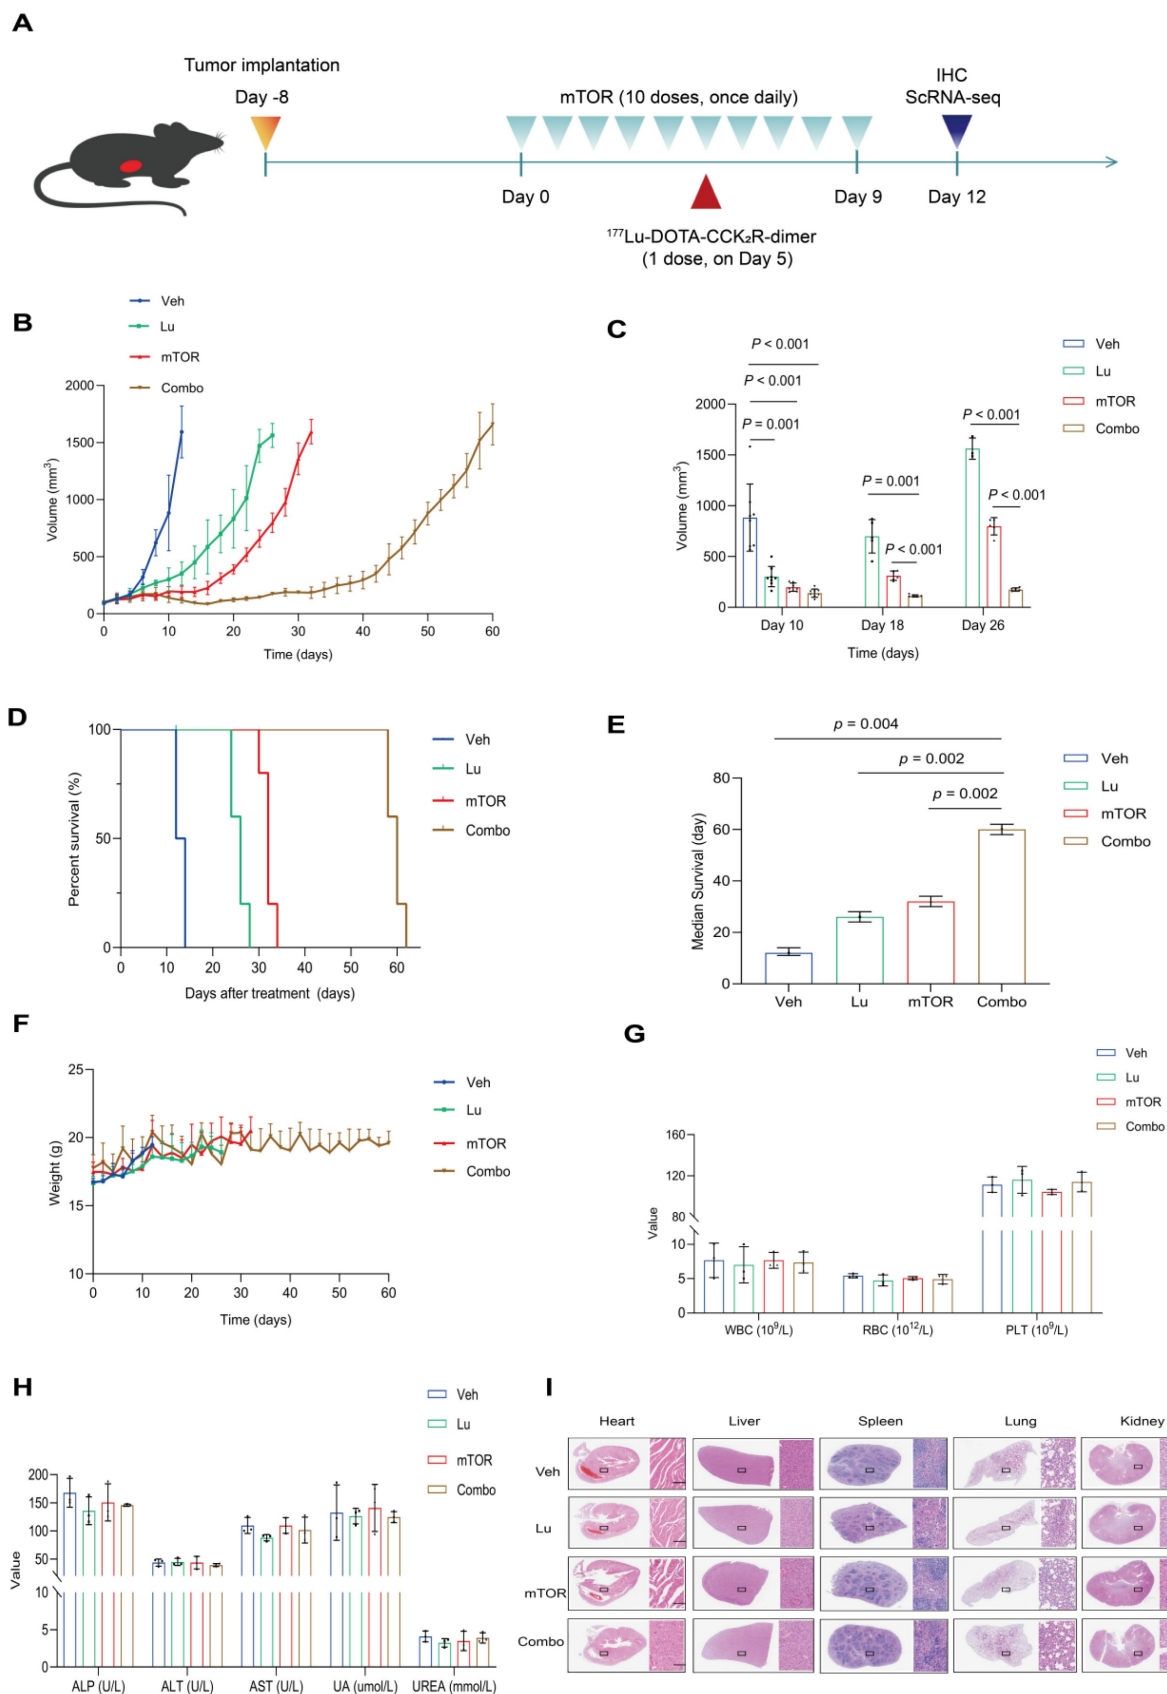 A
Tumor implantation
Day -8
mTOR (10 doses, once daily)
IHC
ScRNA-seq
Day 0
Day 9
Day 12
¹⁷⁷Lu-DOTA-CCK₂R-dimer
(1 dose, on Day 5)
B
Veh
Lu
mTOR
Combo
2000
1500
1000
500
0
Volume (mm³)
0 10 20 30 40 50 60
Time (days)
C
P < 0.001
P < 0.001
P = 0.001
P = 0.001
P < 0.001
P < 0.001
P < 0.001
Veh
Lu
mTOR
Combo
2000
1500
1000
500
0
Volume (mm³)
Day 10 Day 18 Day 26
Time (days)
D
100
50
0
Percent survival (%)
0 10 20 30 40 50 60
Days after treatment (days)
Veh
Lu
mTOR
Combo
E
p = 0.004
p = 0.002
p = 0.002
Veh
Lu
mTOR
Combo
80
60
40
20
0
Median Survival (day)
Veh Lu mTOR Combo
F
25
20
15
10
Weight (g)
0 10 20 30 40 50 60
Time (days)
Veh
Lu
mTOR
Combo
G
Veh
Lu
mTOR
Combo
160
120
80
10
5
0
Value
WBC (10⁹/L) RBC (10¹²/L) PLT (10⁹/L)
H
Veh
Lu
mTOR
Combo
200
150
100
50
10
5
0
Value
ALP (U/L) ALT (U/L) AST (U/L) UA (umol/L) UREA (mmol/L)
I
Heart Liver Spleen Lung Kidney
Veh
Lu
mTOR
Combo